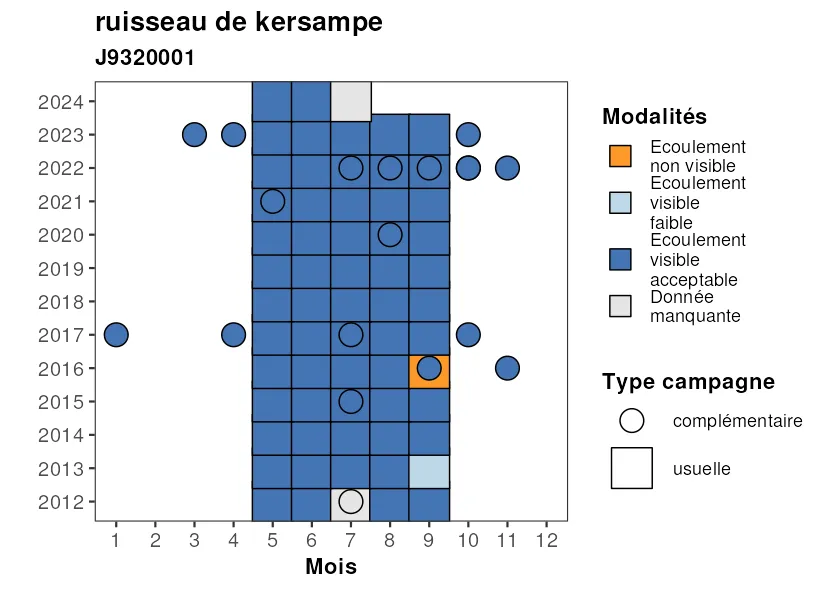 ruisseau de kersampe
J9320001
2024
2023
2022
2021
2020
2019
2018
2017
2016
2015
2014
2013
2012
1 2 3 4 5 6 7 8 9 10 11 12
Mois
Modalités
Ecoulement
non visible
Ecoulement
visible
faible
Ecoulement
visible
acceptable
Donnée
manquante
Type campagne
complémentaire
usuelle